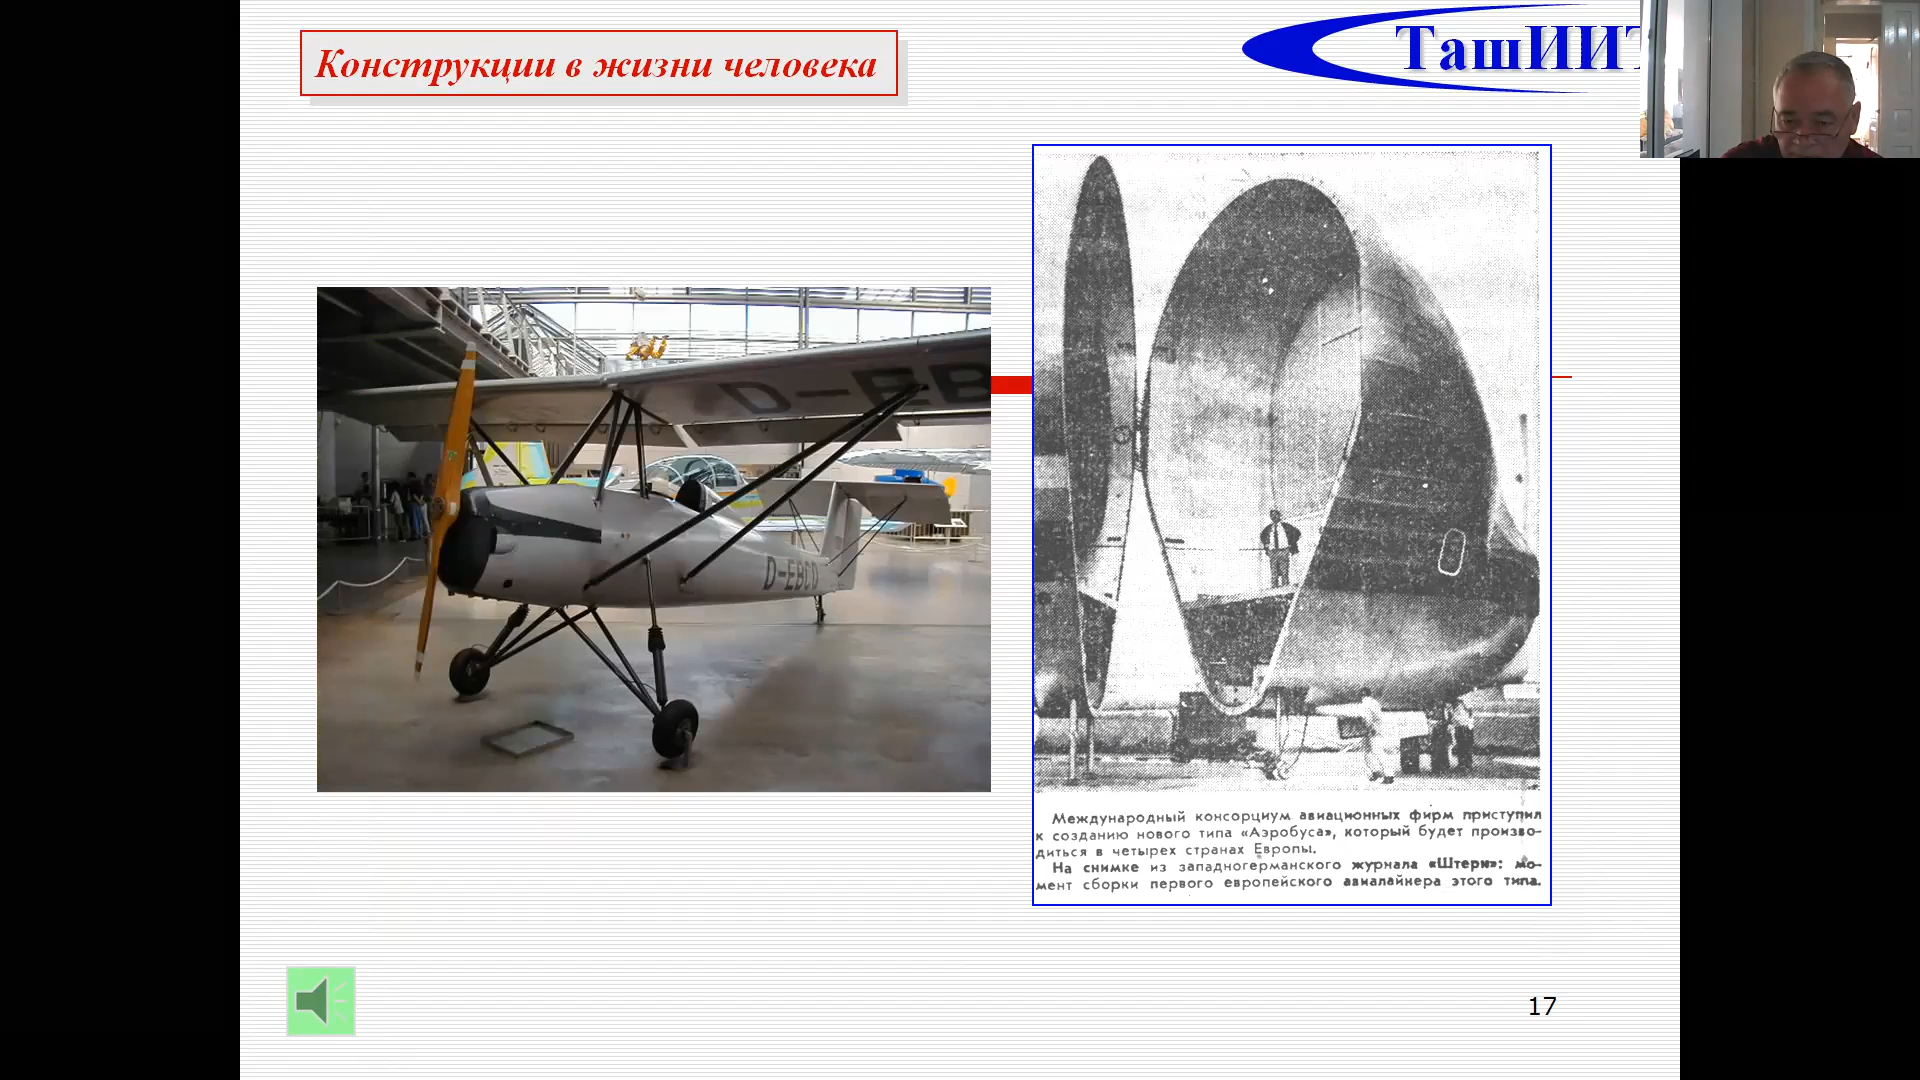 Конструкции в жизни человека
ТашИИТ
D-EB
D-EBCD
Международный консорциум авиационных фирм приступил
к созданию нового типа «Аэробуса», который будет произво-
диться в четырех странах Европы.
На снимке из западногерманского журнала «Штерн»: мо-
мент сборки первого европейского авиалайнера этого типа.
17